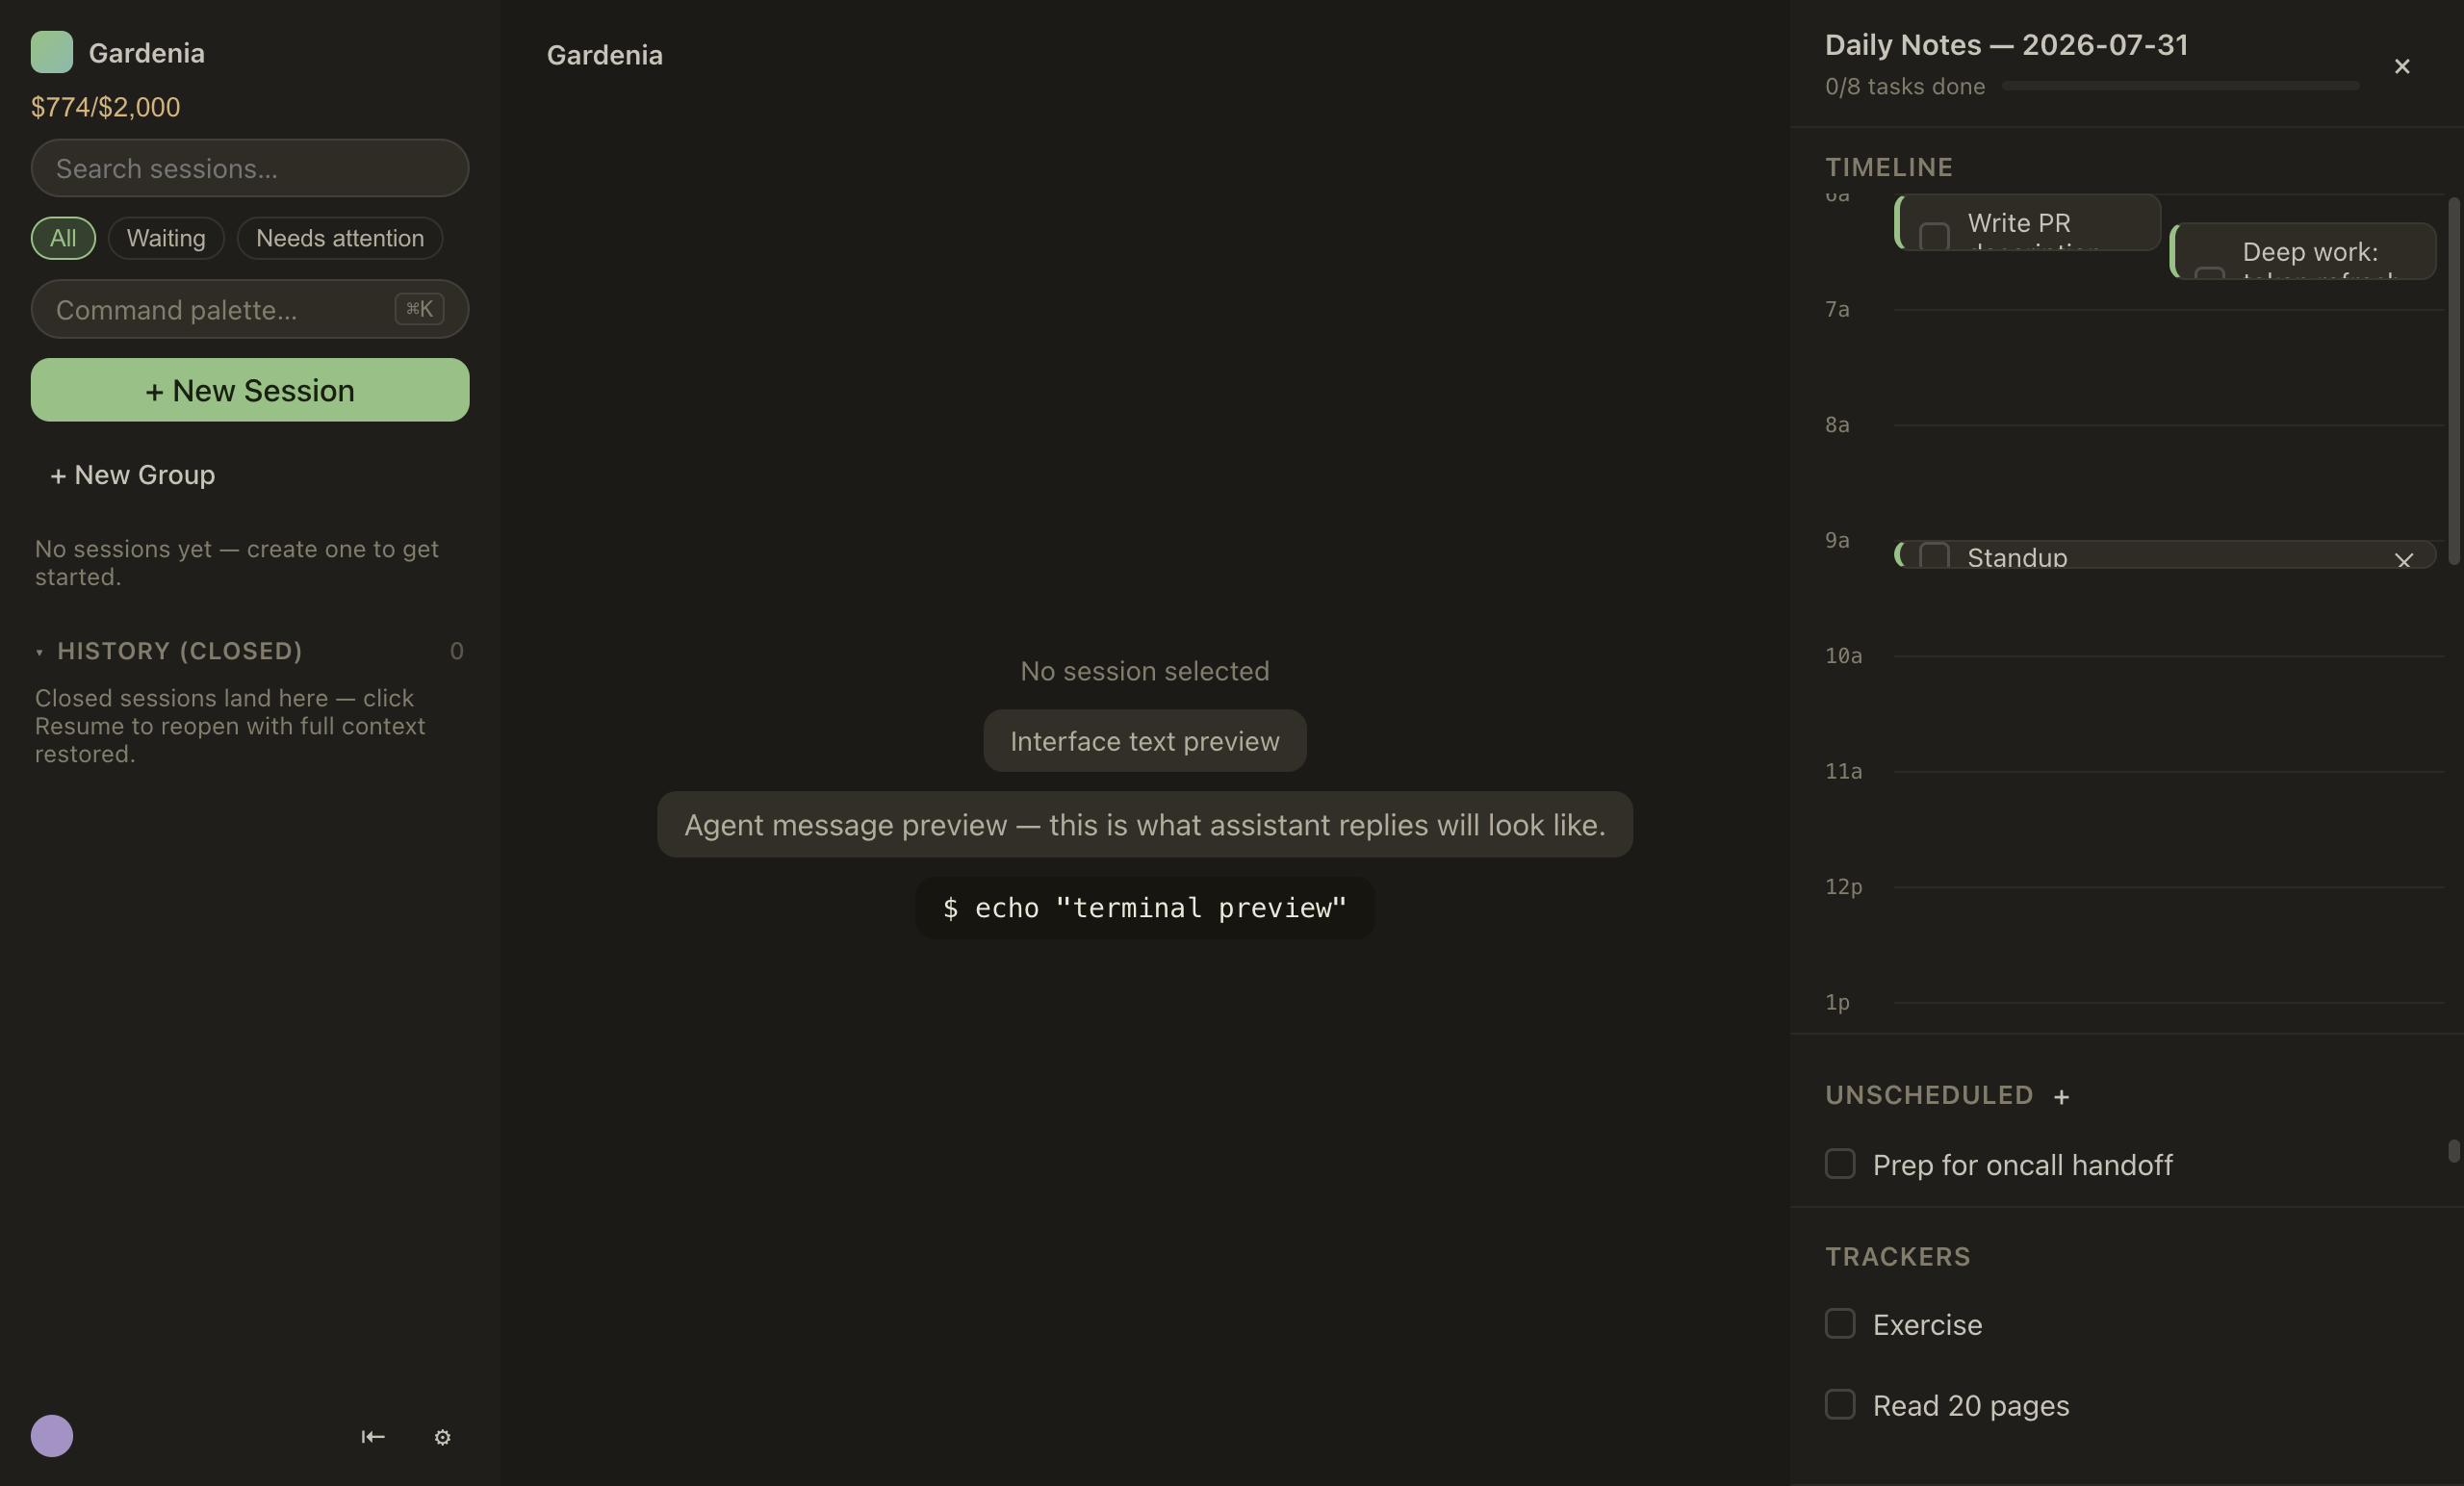 Gardenia
$774/$2,000
Search sessions...
All
Waiting
Needs attention
Command palette...
⌘K
+ New Session
+ New Group
No sessions yet — create one to get
started.
HISTORY (CLOSED)
0
Closed sessions land here — click
Resume to reopen with full context
restored.
Gardenia
No session selected
Interface text preview
Agent message preview — this is what assistant replies will look like.
$ echo "terminal preview"
Daily Notes — 2026-07-31
0/8 tasks done
TIMELINE
6a
Write PR
Deep work:
7a
8a
9a
Standup
10a
11a
12p
1p
UNSCHEDULED +
Prep for oncall handoff
TRACKERS
Exercise
Read 20 pages